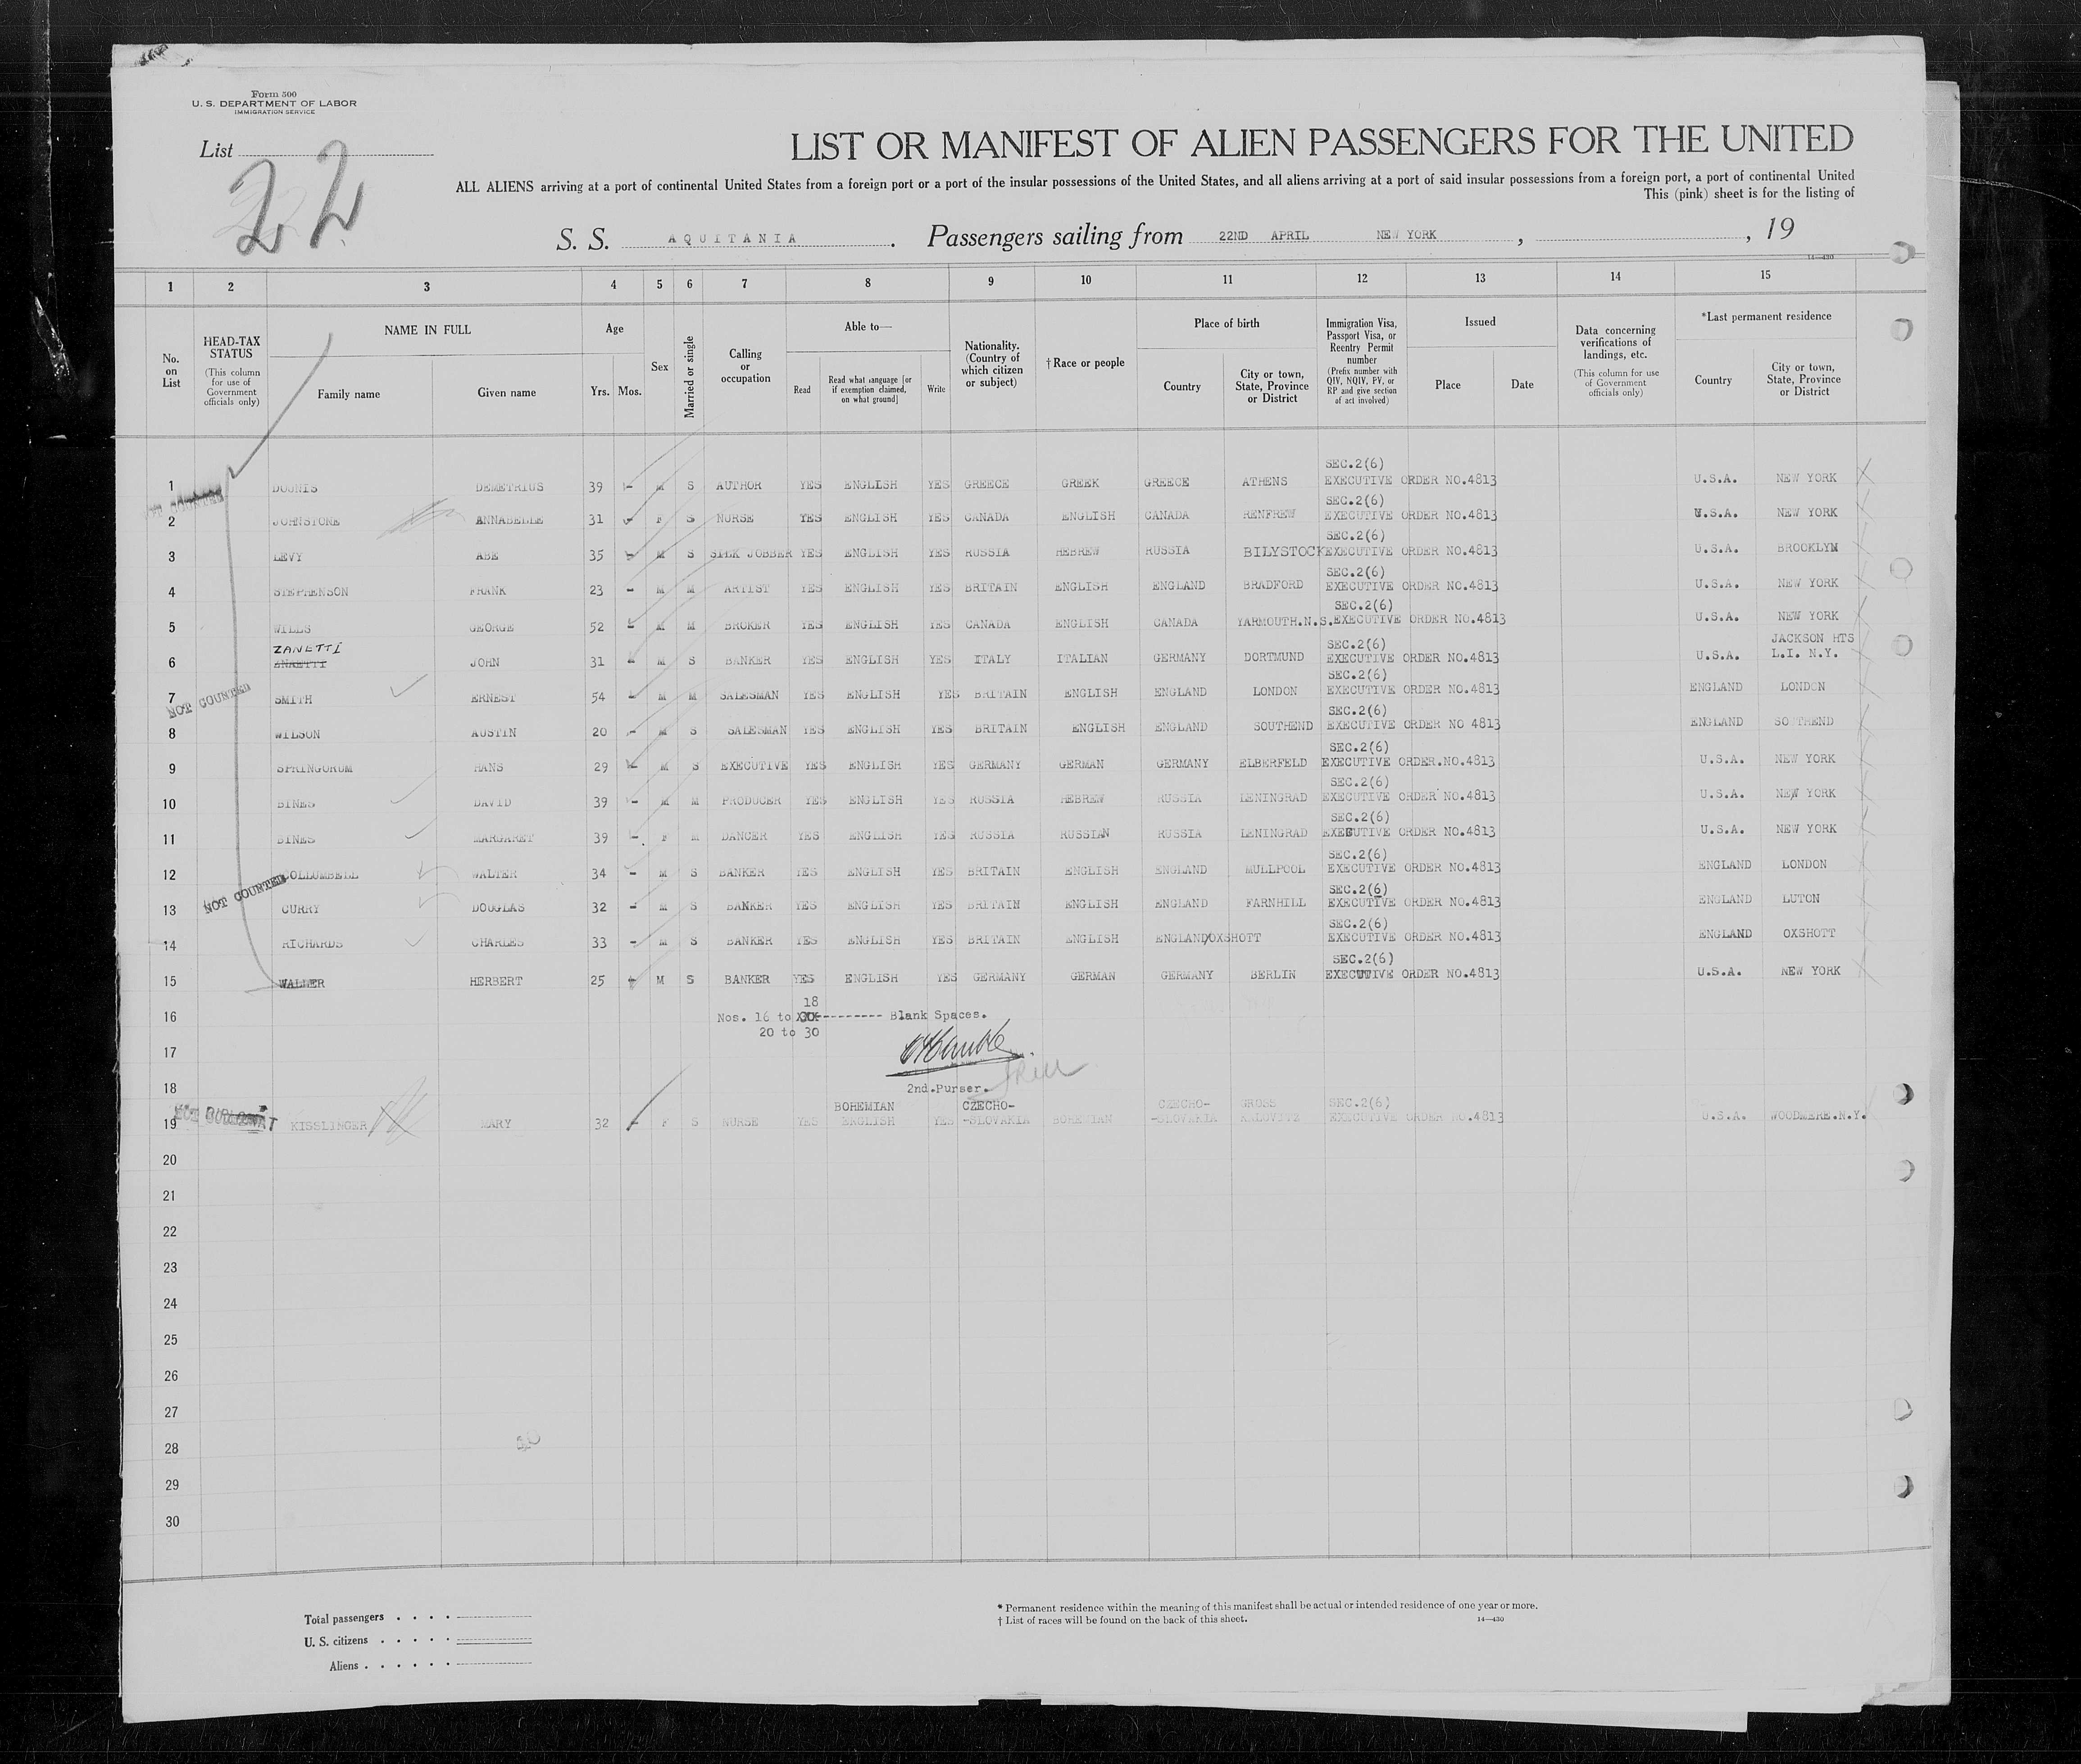 Form 500
U. S. DEPARTMENT OF LABOR
IMMIGRATION SERVICE
List 22
LIST OR MANIFEST OF ALIEN PASSENGERS FOR THE UNITED
ALL ALIENS arriving at a port of continental United States from a foreign port or a port of the insular possessions of the United States, and all aliens arriving at a port of said insular possessions from a foreign port, a port of continental United
This (pink) sheet is for the listing of
S. S. AQUITANIA. Passengers sailing from 22ND APRIL NEW YORK, , 19
14—430
1 2 3 4 5 6 7 8 9 10 11 12 13 14 15
No. on List
HEAD-TAX STATUS (This column for use of Government officials only)
NAME IN FULL Family name Given name
Age Yrs. Mos.
Sex
Married or single
Calling or occupation
Able to— Read Read what language [or if exemption claimed, on what ground] Write
Nationality. (Country of which citizen or subject)
† Race or people
Place of birth Country City or town, State, Province or District
Immigration Visa, Passport Visa, or Reentry Permit number (Prefix number with QIV, NQIV, PV, or RP and give section of act involved)
Issued Place Date
Data concerning verifications of landings, etc. (This column for use of Government officials only)
*Last permanent residence Country City or town, State, Province or District
SEC.2(6)
1 DOUNIS DEMETRIUS 39 - M S AUTHOR YES ENGLISH YES GREECE GREEK GREECE ATHENS EXECUTIVE ORDER NO.4813 U.S.A. NEW YORK
SEC.2(6)
2 JOHNSTONE ANNABELLE 31 - F S NURSE YES ENGLISH YES CANADA ENGLISH CANADA RENFREW EXECUTIVE ORDER NO.4813 U.S.A. NEW YORK
SEC.2(6)
3 LEVY ABE 35 - M S SILK JOBBER YES ENGLISH YES RUSSIA HEBREW RUSSIA BILYSTOCK EXECUTIVE ORDER NO.4813 U.S.A. BROOKLYN
SEC.2(6)
4 STEPHENSON FRANK 23 - M M ARTIST YES ENGLISH YES BRITAIN ENGLISH ENGLAND BRADFORD EXECUTIVE ORDER NO.4813 U.S.A. NEW YORK
SEC.2(6)
5 WILLS GEORGE 52 - M M BROKER YES ENGLISH YES CANADA ENGLISH CANADA YARMOUTH.N.S. EXECUTIVE ORDER NO.4813 U.S.A. NEW YORK
ZANETTI SEC.2(6) JACKSON HTS
6 JOHN 31 - M S BANKER YES ENGLISH YES ITALY ITALIAN GERMANY DORTMUND EXECUTIVE ORDER NO.4813 U.S.A. L.I. N.Y.
SEC.2(6)
7 NOT COUNTED SMITH ERNEST 54 - M M SALESMAN YES ENGLISH YES BRITAIN ENGLISH ENGLAND LONDON EXECUTIVE ORDER NO.4813 ENGLAND LONDON
SEC.2(6)
8 WILSON AUSTIN 20 - M S SALESMAN YES ENGLISH YES BRITAIN ENGLISH ENGLAND SOUTHEND EXECUTIVE ORDER NO 4813 ENGLAND SOUTHEND
SEC.2(6)
9 SPRINGORUM HANS 29 - M S EXECUTIVE YES ENGLISH YES GERMANY GERMAN GERMANY ELBERFELD EXECUTIVE ORDER.NO.4813 U.S.A. NEW YORK
SEC.2(6)
10 BINES DAVID 39 - M M PRODUCER YES ENGLISH YES RUSSIA HEBREW RUSSIA LENINGRAD EXECUTIVE ORDER NO.4813 U.S.A. NEW YORK
SEC.2(6)
11 BINES MARGARET 39 - F M DANCER YES ENGLISH YES RUSSIA RUSSIAN RUSSIA LENINGRAD EXECUTIVE ORDER NO.4813 U.S.A. NEW YORK
SEC.2(6)
12 COLLUMBELL WALTER 34 - M S BANKER YES ENGLISH YES BRITAIN ENGLISH ENGLAND MULLPOOL EXECUTIVE ORDER NO.4813 ENGLAND LONDON
SEC.2(6)
13 NOT COUNTED CURRY DOUGLAS 32 - M S BANKER YES ENGLISH YES BRITAIN ENGLISH ENGLAND FARNHILL EXECUTIVE ORDER NO.4813 ENGLAND LUTON
SEC.2(6)
14 RICHARDS CHARLES 33 - M S BANKER YES ENGLISH YES BRITAIN ENGLISH ENGLAND/OXSHOTT EXECUTIVE ORDER NO.4813 ENGLAND OXSHOTT
SEC.2(6)
15 WALTER HERBERT 25 - M S BANKER YES ENGLISH YES GERMANY GERMAN GERMANY BERLIN EXECUTIVE ORDER NO.4813 U.S.A. NEW YORK
18
16 Nos. 16 to ---------- Blank Spaces.
20 to 30
17
18 2nd.Purser.
BOHEMIAN CZECHO- CZECHO- GROSS SEC.2(6)
19 KISSLINGER MARY 32 - F S NURSE YES ENGLISH YES -SLOVAKIA BOHEMIAN -SLOVAKIA EXECUTIVE ORDER NO.4813 U.S.A. WOODMERE.N.Y.
20
21
22
23
24
25
26
27
28
29
30
Total passengers . . . .
U. S. citizens . . . . .
Aliens . . . . . .
* Permanent residence within the meaning of this manifest shall be actual or intended residence of one year or more.
† List of races will be found on the back of this sheet.
14—430